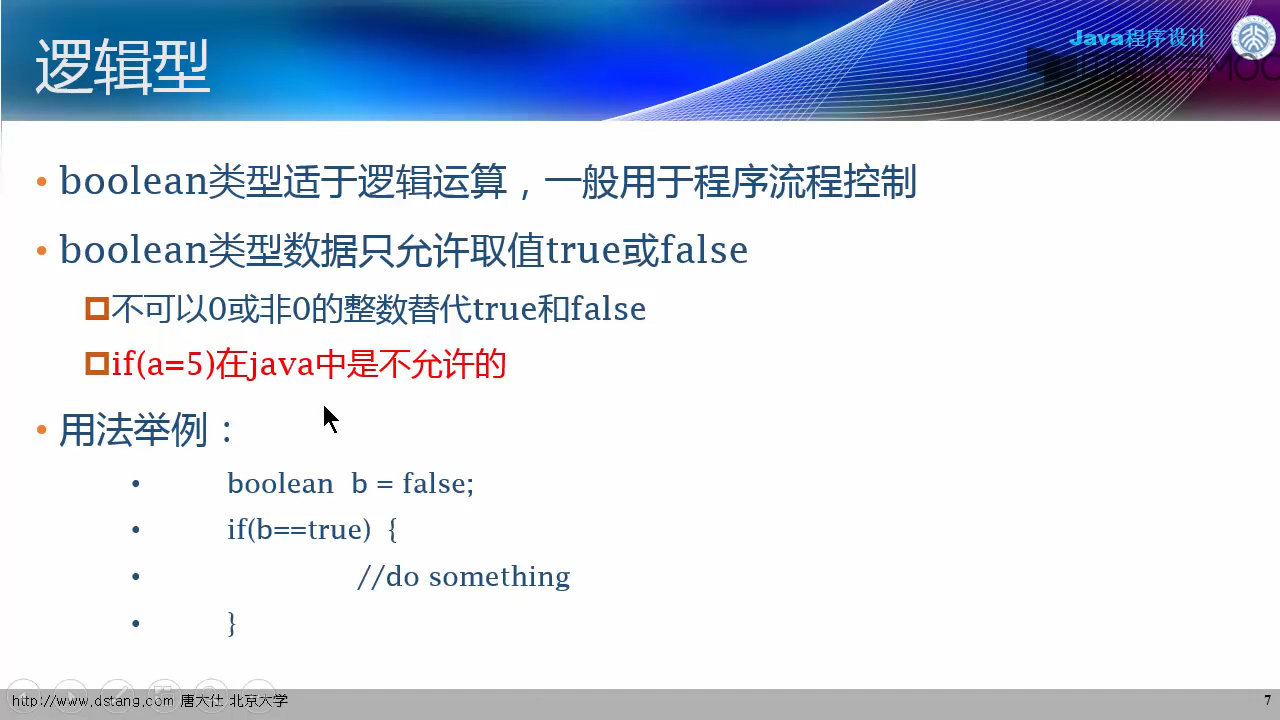 逻辑型
Java程序设计
• boolean类型适于逻辑运算，一般用于程序流程控制
• boolean类型数据只允许取值true或false
不可以0或非0的整数替代true和false
if(a=5)在java中是不允许的
• 用法举例：
• boolean b = false;
• if(b==true) {
• //do something
• }
http://www.dstang.com 唐大仕 北京大学
7